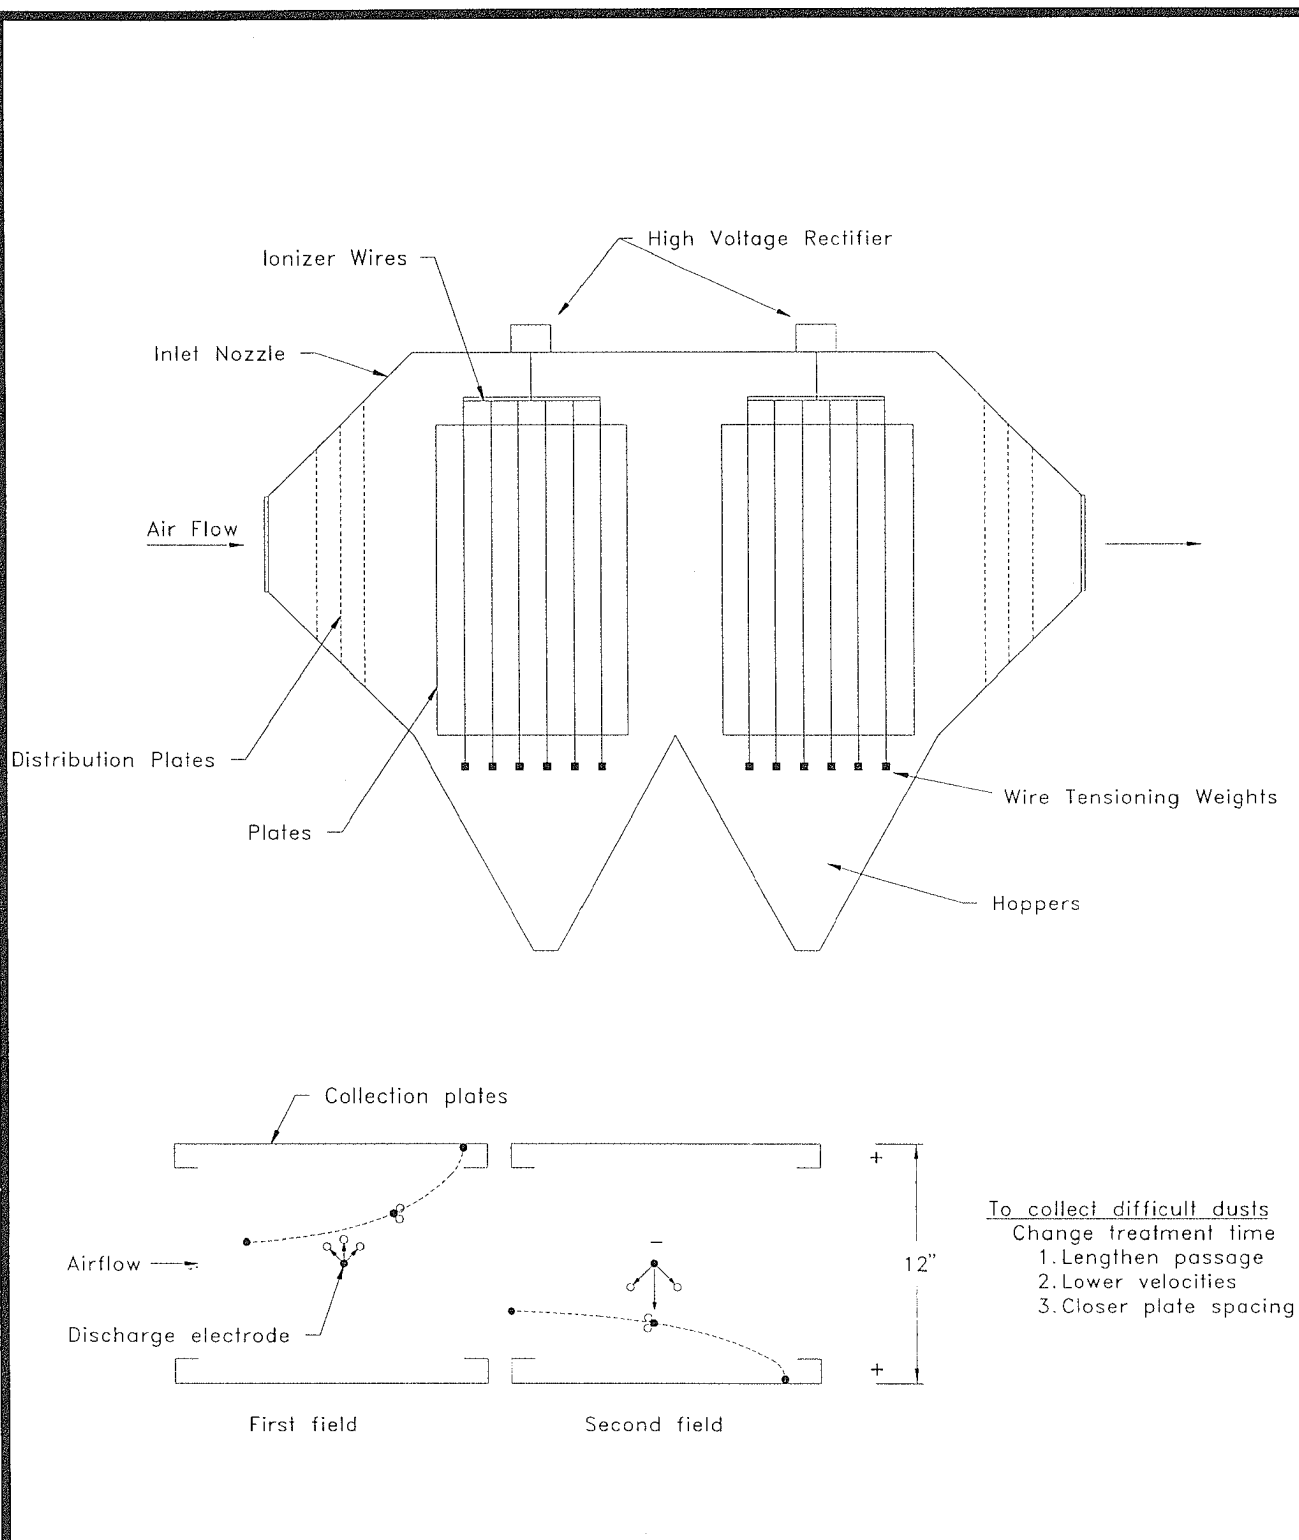 High Voltage Rectifier
Ionizer Wires
Inlet Nozzle
Air Flow
Distribution Plates
Wire Tensioning Weights
Plates
Hoppers
Collection plates
+
To collect difficult dusts
Change treatment time
1. Lengthen passage
2. Lower velocities
3. Closer plate spacing
−
Airflow
12"
Discharge electrode
+
First field
Second field